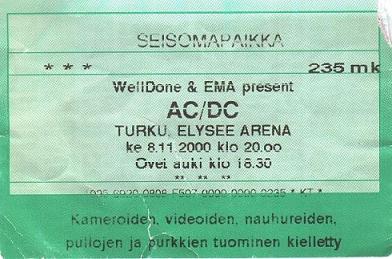 SEISOMAPAIKKA
* * * 235 mk
WellDone & EMA present
AC/DC
TURKU, ELYSEE ARENA
ke 8.11.2000 klo 20.oo
Ovet auki klo 18.30
** ** **
Kameroiden, videoiden, nauhureiden,
pullojen ja purkkien tuominen kielletty